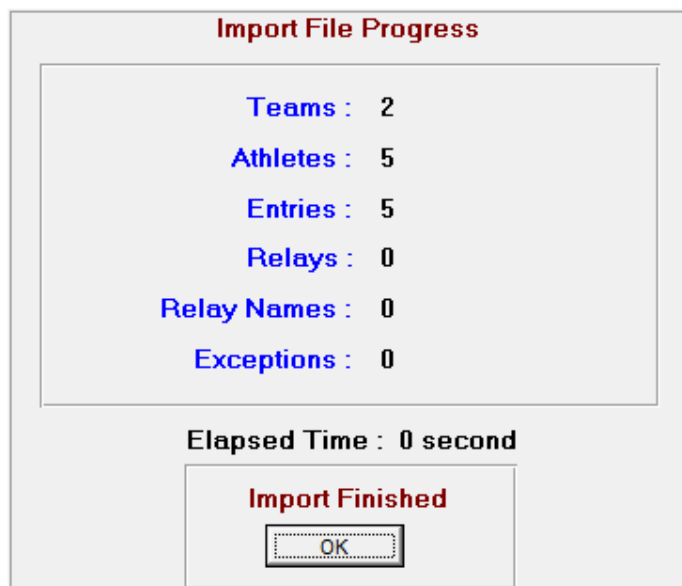 Import File Progress
Teams : 2
Athletes : 5
Entries : 5
Relays : 0
Relay Names : 0
Exceptions : 0
Elapsed Time : 0 second
Import Finished
OK